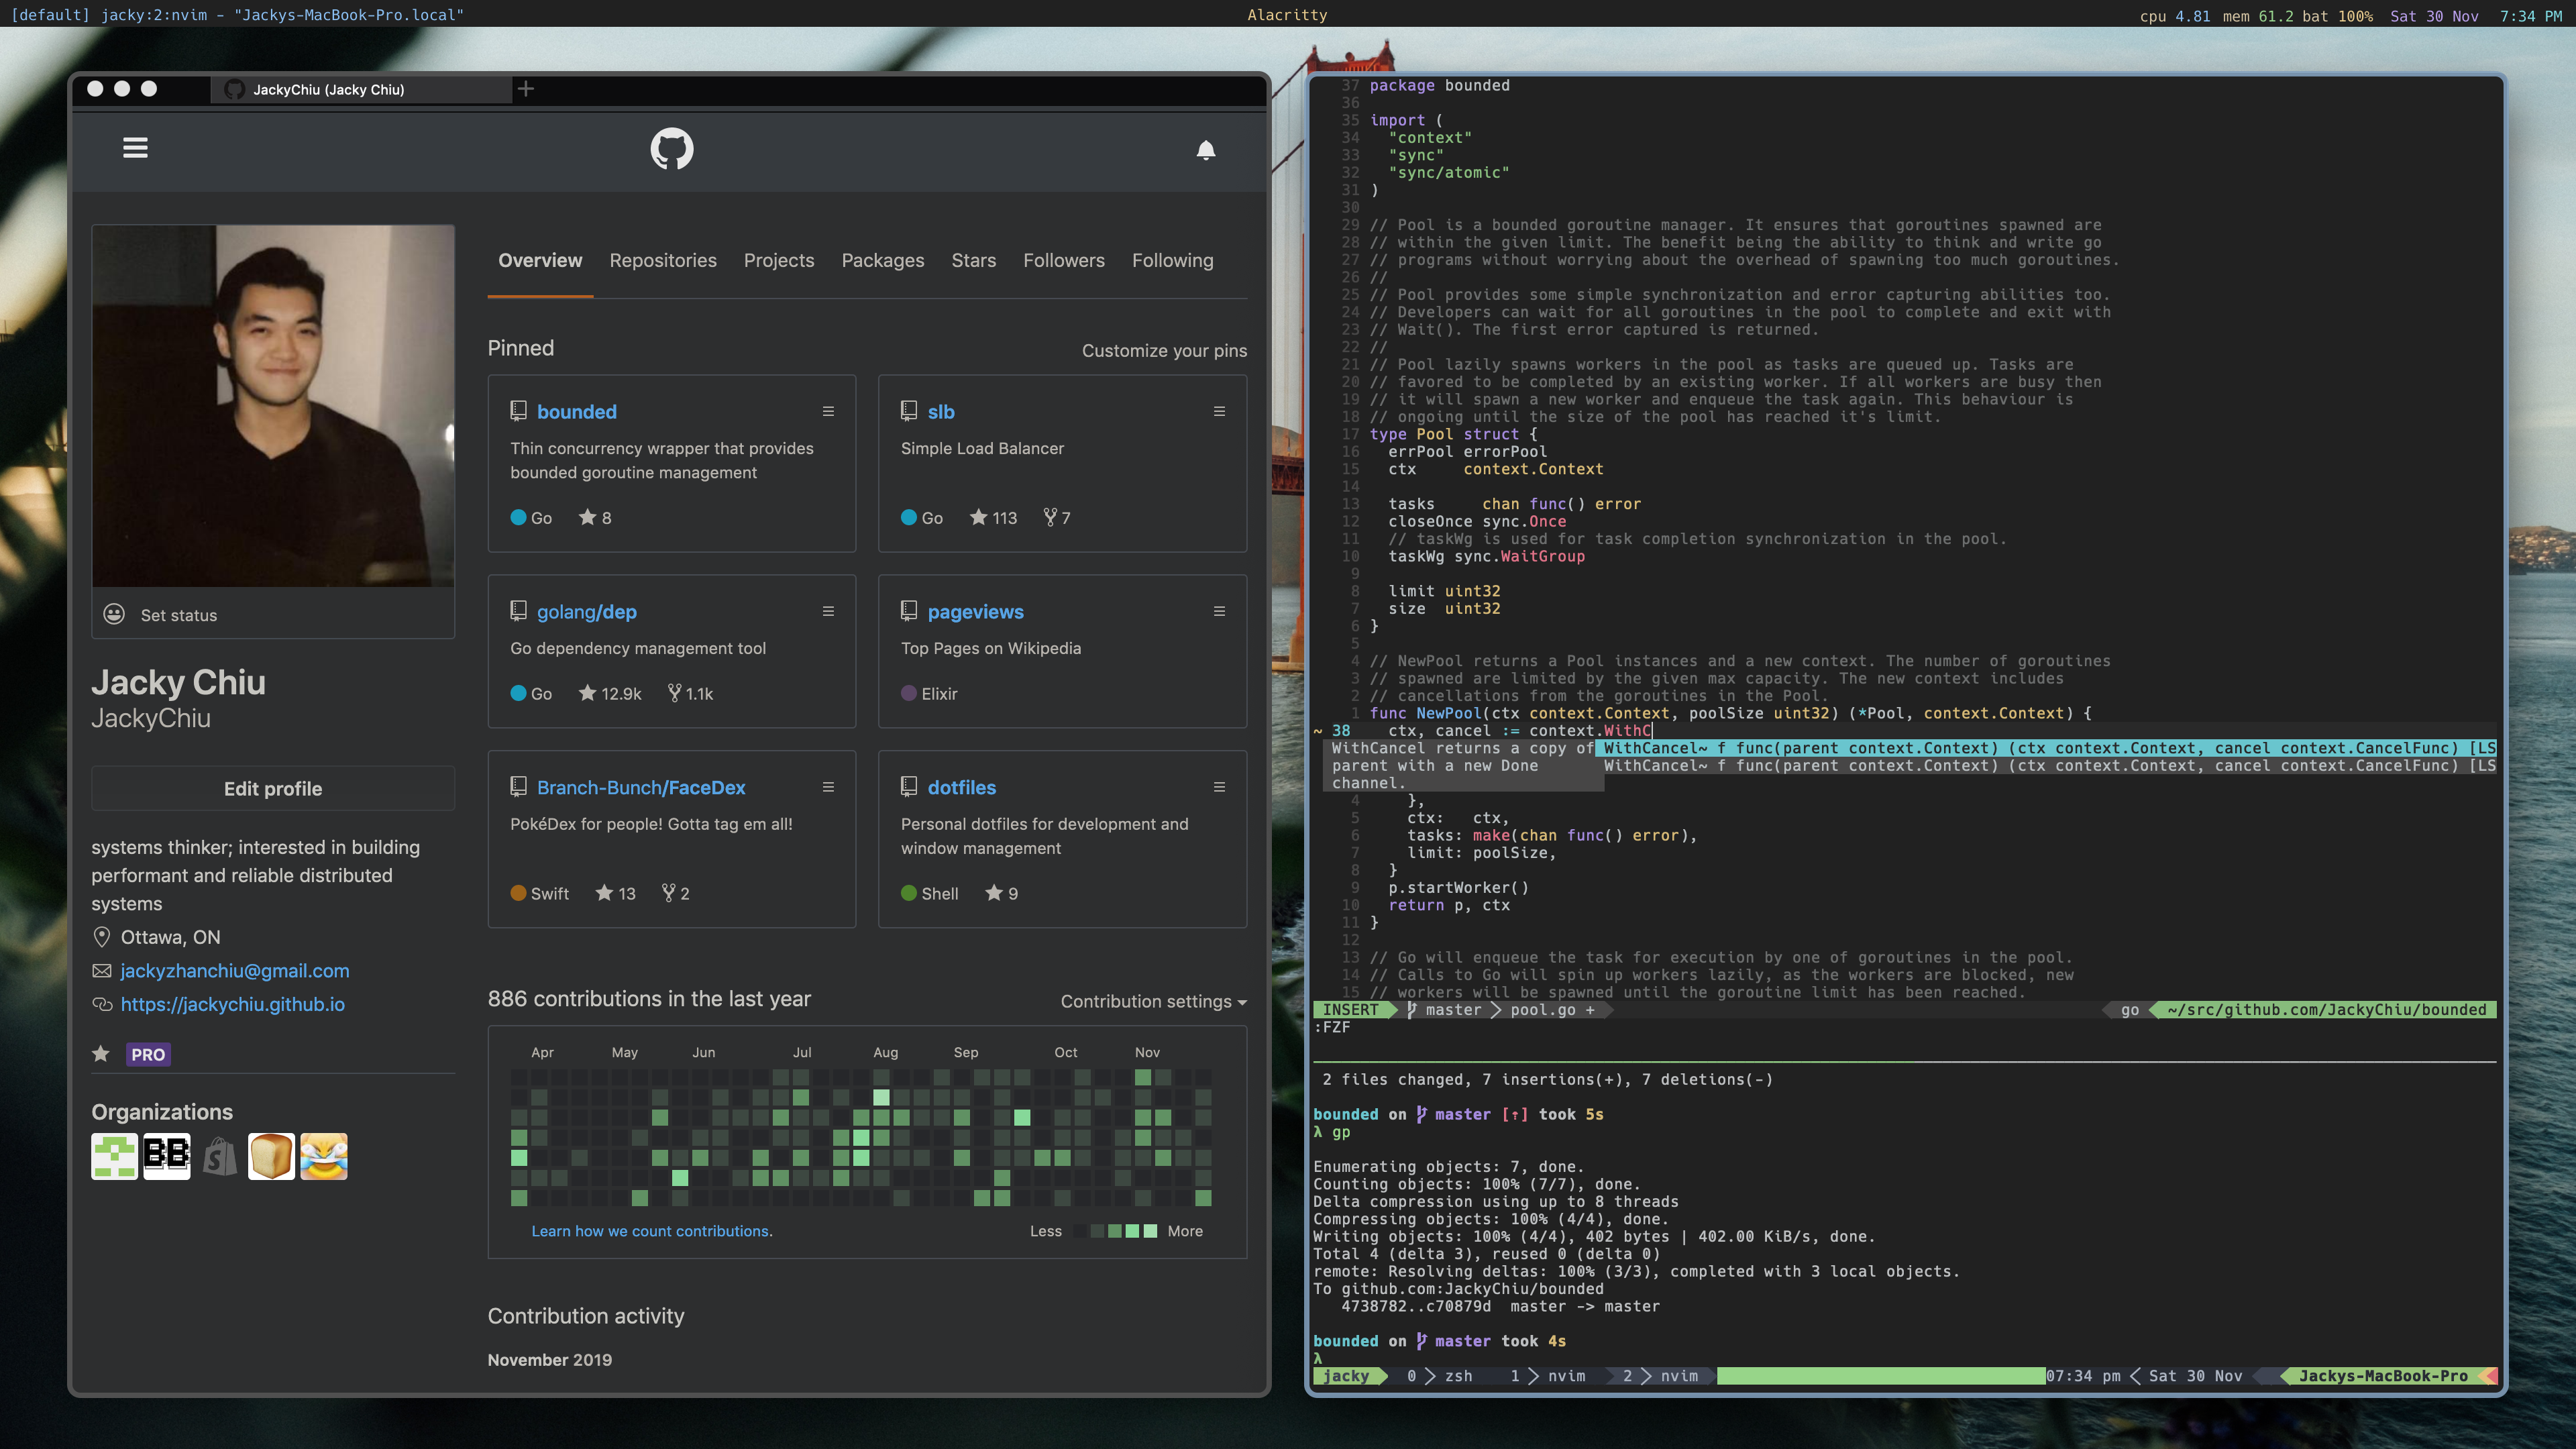 [default] jacky:2:nvim - "Jackys-MacBook-Pro.local"
Alacritty
cpu 4.81 mem 61.2 bat 100% Sat 30 Nov 7:34 PM
JackyChiu (Jacky Chiu)
Overview Repositories Projects Packages Stars Followers Following
Set status
Jacky Chiu
JackyChiu
Edit profile
systems thinker; interested in building
performant and reliable distributed
systems
Ottawa, ON
jackyzhanchiu@gmail.com
https://jackychiu.github.io
PRO
Organizations
BB
Pinned
Customize your pins
bounded
Thin concurrency wrapper that provides
bounded goroutine management
Go 8
slb
Simple Load Balancer
Go 113 7
golang/dep
Go dependency management tool
Go 12.9k 1.1k
pageviews
Top Pages on Wikipedia
Elixir
Branch-Bunch/FaceDex
PokéDex for people! Gotta tag em all!
Swift 13 2
dotfiles
Personal dotfiles for development and
window management
Shell 9
886 contributions in the last year
Contribution settings
Apr May Jun Jul Aug Sep Oct Nov
Learn how we count contributions.
Less More
Contribution activity
November 2019
37 package bounded
36
35 import (
34 "context"
33 "sync"
32 "sync/atomic"
31 )
30
29 // Pool is a bounded goroutine manager. It ensures that goroutines spawned are
28 // within the given limit. The benefit being the ability to think and write go
27 // programs without worrying about the overhead of spawning too much goroutines.
26 //
25 // Pool provides some simple synchronization and error capturing abilities too.
24 // Developers can wait for all goroutines in the pool to complete and exit with
23 // Wait(). The first error captured is returned.
22 //
21 // Pool lazily spawns workers in the pool as tasks are queued up. Tasks are
20 // favored to be completed by an existing worker. If all workers are busy then
19 // it will spawn a new worker and enqueue the task again. This behaviour is
18 // ongoing until the size of the pool has reached it's limit.
17 type Pool struct {
16 errPool errorPool
15 ctx context.Context
14
13 tasks chan func() error
12 closeOnce sync.Once
11 // taskWg is used for task completion synchronization in the pool.
10 taskWg sync.WaitGroup
9
8 limit uint32
7 size uint32
6 }
5
4 // NewPool returns a Pool instances and a new context. The number of goroutines
3 // spawned are limited by the given max capacity. The new context includes
2 // cancellations from the goroutines in the Pool.
1 func NewPool(ctx context.Context, poolSize uint32) (*Pool, context.Context) {
~ 38 ctx, cancel := context.WithC
WithCancel returns a copy of WithCancel~ f func(parent context.Context) (ctx context.Context, cancel context.CancelFunc) [LS
parent with a new Done WithCancel~ f func(parent context.Context) (ctx context.Context, cancel context.CancelFunc) [LS
channel.
4 },
5 ctx: ctx,
6 tasks: make(chan func() error),
7 limit: poolSize,
8 }
9 p.startWorker()
10 return p, ctx
11 }
12
13 // Go will enqueue the task for execution by one of goroutines in the pool.
14 // Calls to Go will spin up workers lazily, as the workers are blocked, new
15 // workers will be spawned until the goroutine limit has been reached.
INSERT master pool.go + go ~/src/github.com/JackyChiu/bounded
:FZF
2 files changed, 7 insertions(+), 7 deletions(-)
bounded on master [⇡] took 5s
λ gp
Enumerating objects: 7, done.
Counting objects: 100% (7/7), done.
Delta compression using up to 8 threads
Compressing objects: 100% (4/4), done.
Writing objects: 100% (4/4), 402 bytes | 402.00 KiB/s, done.
Total 4 (delta 3), reused 0 (delta 0)
remote: Resolving deltas: 100% (3/3), completed with 3 local objects.
To github.com:JackyChiu/bounded
4738782..c70879d master -> master
bounded on master took 4s
λ
jacky 0 zsh 1 nvim 2 nvim 07:34 pm Sat 30 Nov Jackys-MacBook-Pro